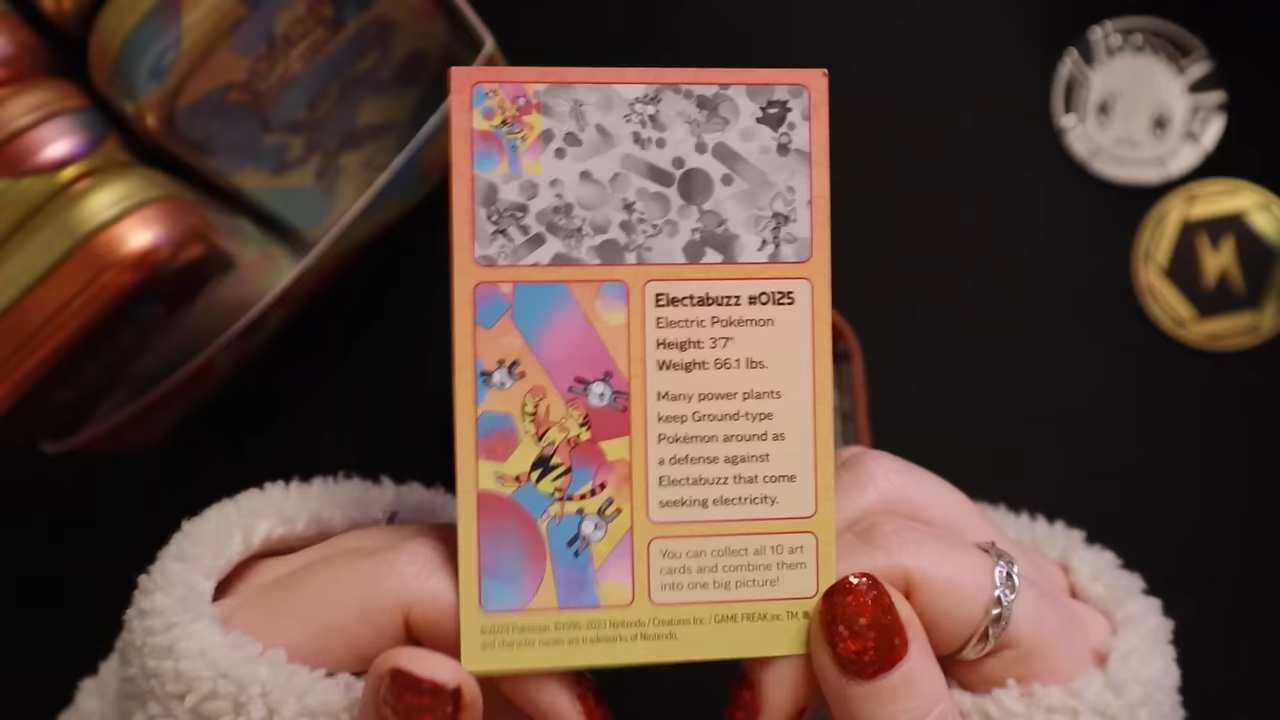 Electabuzz #0125
Electric Pokémon
Height: 3'7"
Weight: 66.1 lbs.
Many power plants
keep Ground-type
Pokémon around as
a defense against
Electabuzz that come
seeking electricity.
You can collect all 10 art
cards and combine them
into one big picture!
©2023 Pokémon. ©1995–2023 Nintendo / Creatures Inc. / GAME FREAK inc. TM, ®,
and character names are trademarks of Nintendo.